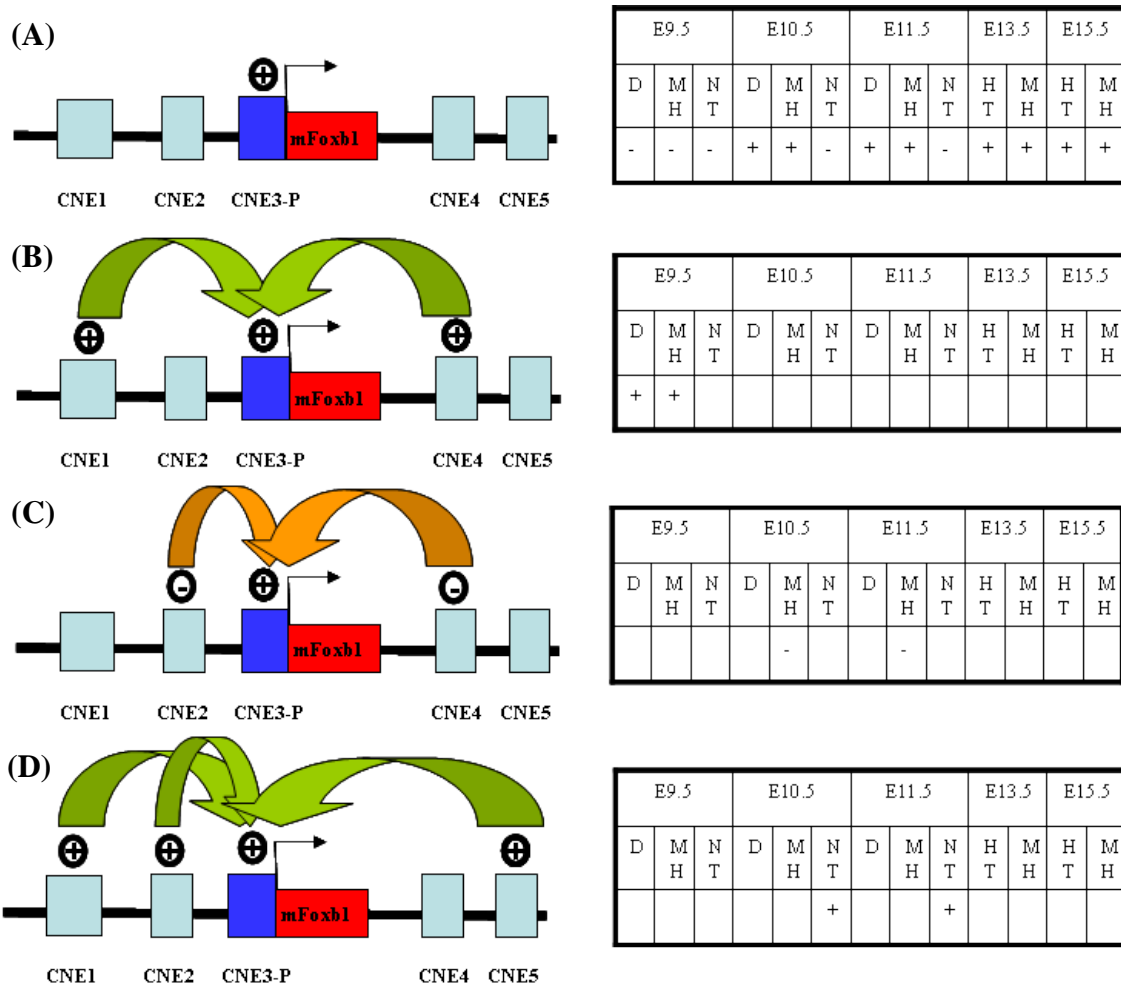 (A)
mFoxb1
CNE1 CNE2 CNE3-P CNE4 CNE5
E9.5 E10.5 E11.5 E13.5 E15.5
D MH NT D MH NT D MH NT HT MH HT MH
- - - + + - + + - + + + +
(B)
mFoxb1
CNE1 CNE2 CNE3-P CNE4 CNE5
E9.5 E10.5 E11.5 E13.5 E15.5
D MH NT D MH NT D MH NT HT MH HT MH
+ +
(C)
mFoxb1
CNE1 CNE2 CNE3-P CNE4 CNE5
E9.5 E10.5 E11.5 E13.5 E15.5
D MH NT D MH NT D MH NT HT MH HT MH
- -
(D)
mFoxb1
CNE1 CNE2 CNE3-P CNE4 CNE5
E9.5 E10.5 E11.5 E13.5 E15.5
D MH NT D MH NT D MH NT HT MH HT MH
+ +